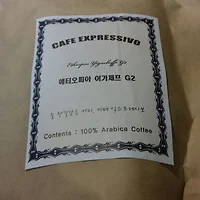 CAFE EXPRESSIVO
Ethiopia Yirgacheffe G2
에티오피아 이가체프 G2
Contents : 100% Arabica Coffee